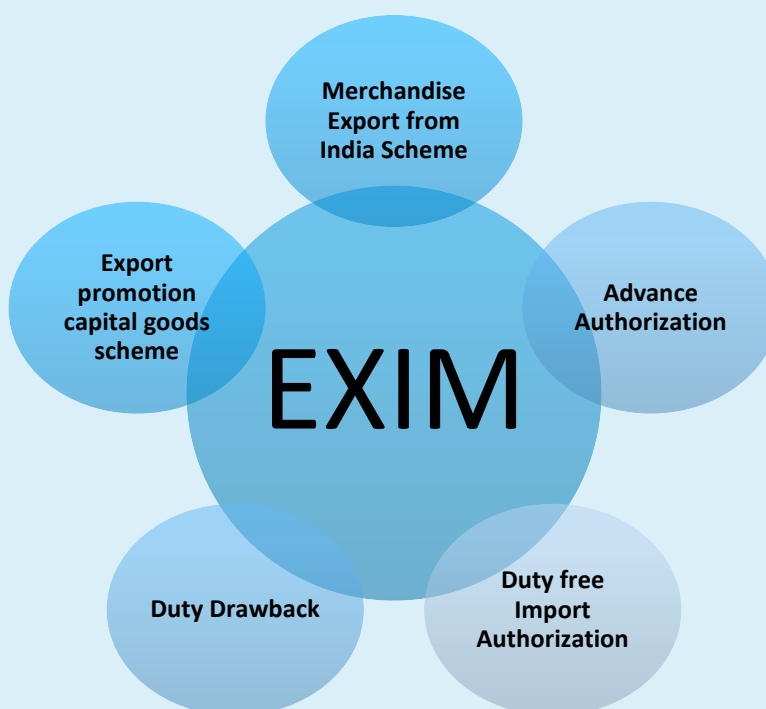 Merchandise
Export from
India Scheme
Export
promotion
capital goods
scheme
Advance
Authorization
EXIM
Duty Drawback
Duty free
Import
Authorization